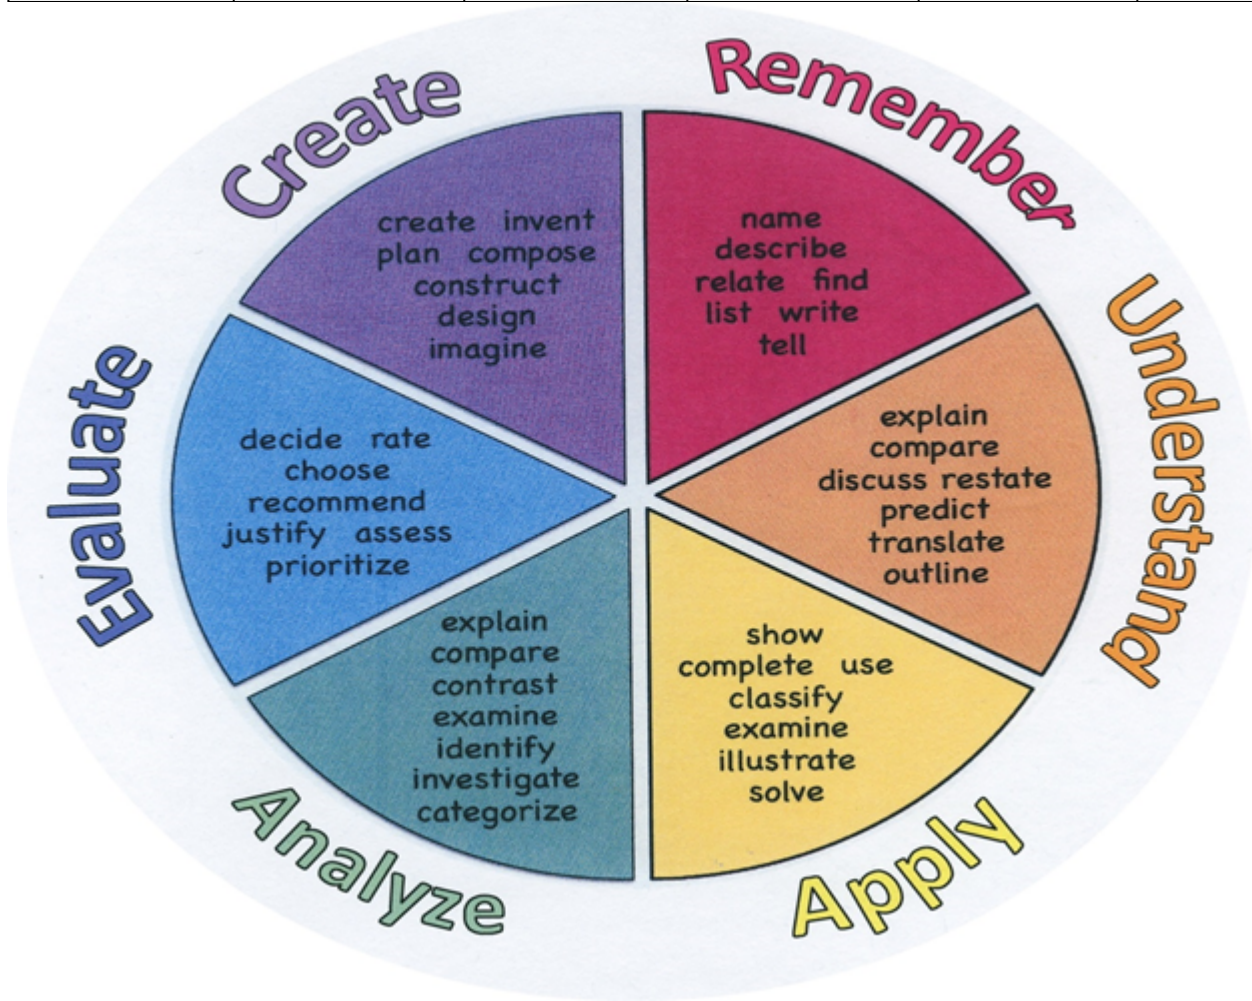 Create
Remember
create invent
plan compose
construct
design
imagine
name
describe
relate find
list write
tell
Understand
explain
compare
discuss restate
predict
translate
outline
Apply
show
complete use
classify
examine
illustrate
solve
Analyze
explain
compare
contrast
examine
identify
investigate
categorize
Evaluate
decide rate
choose
recommend
justify assess
prioritize